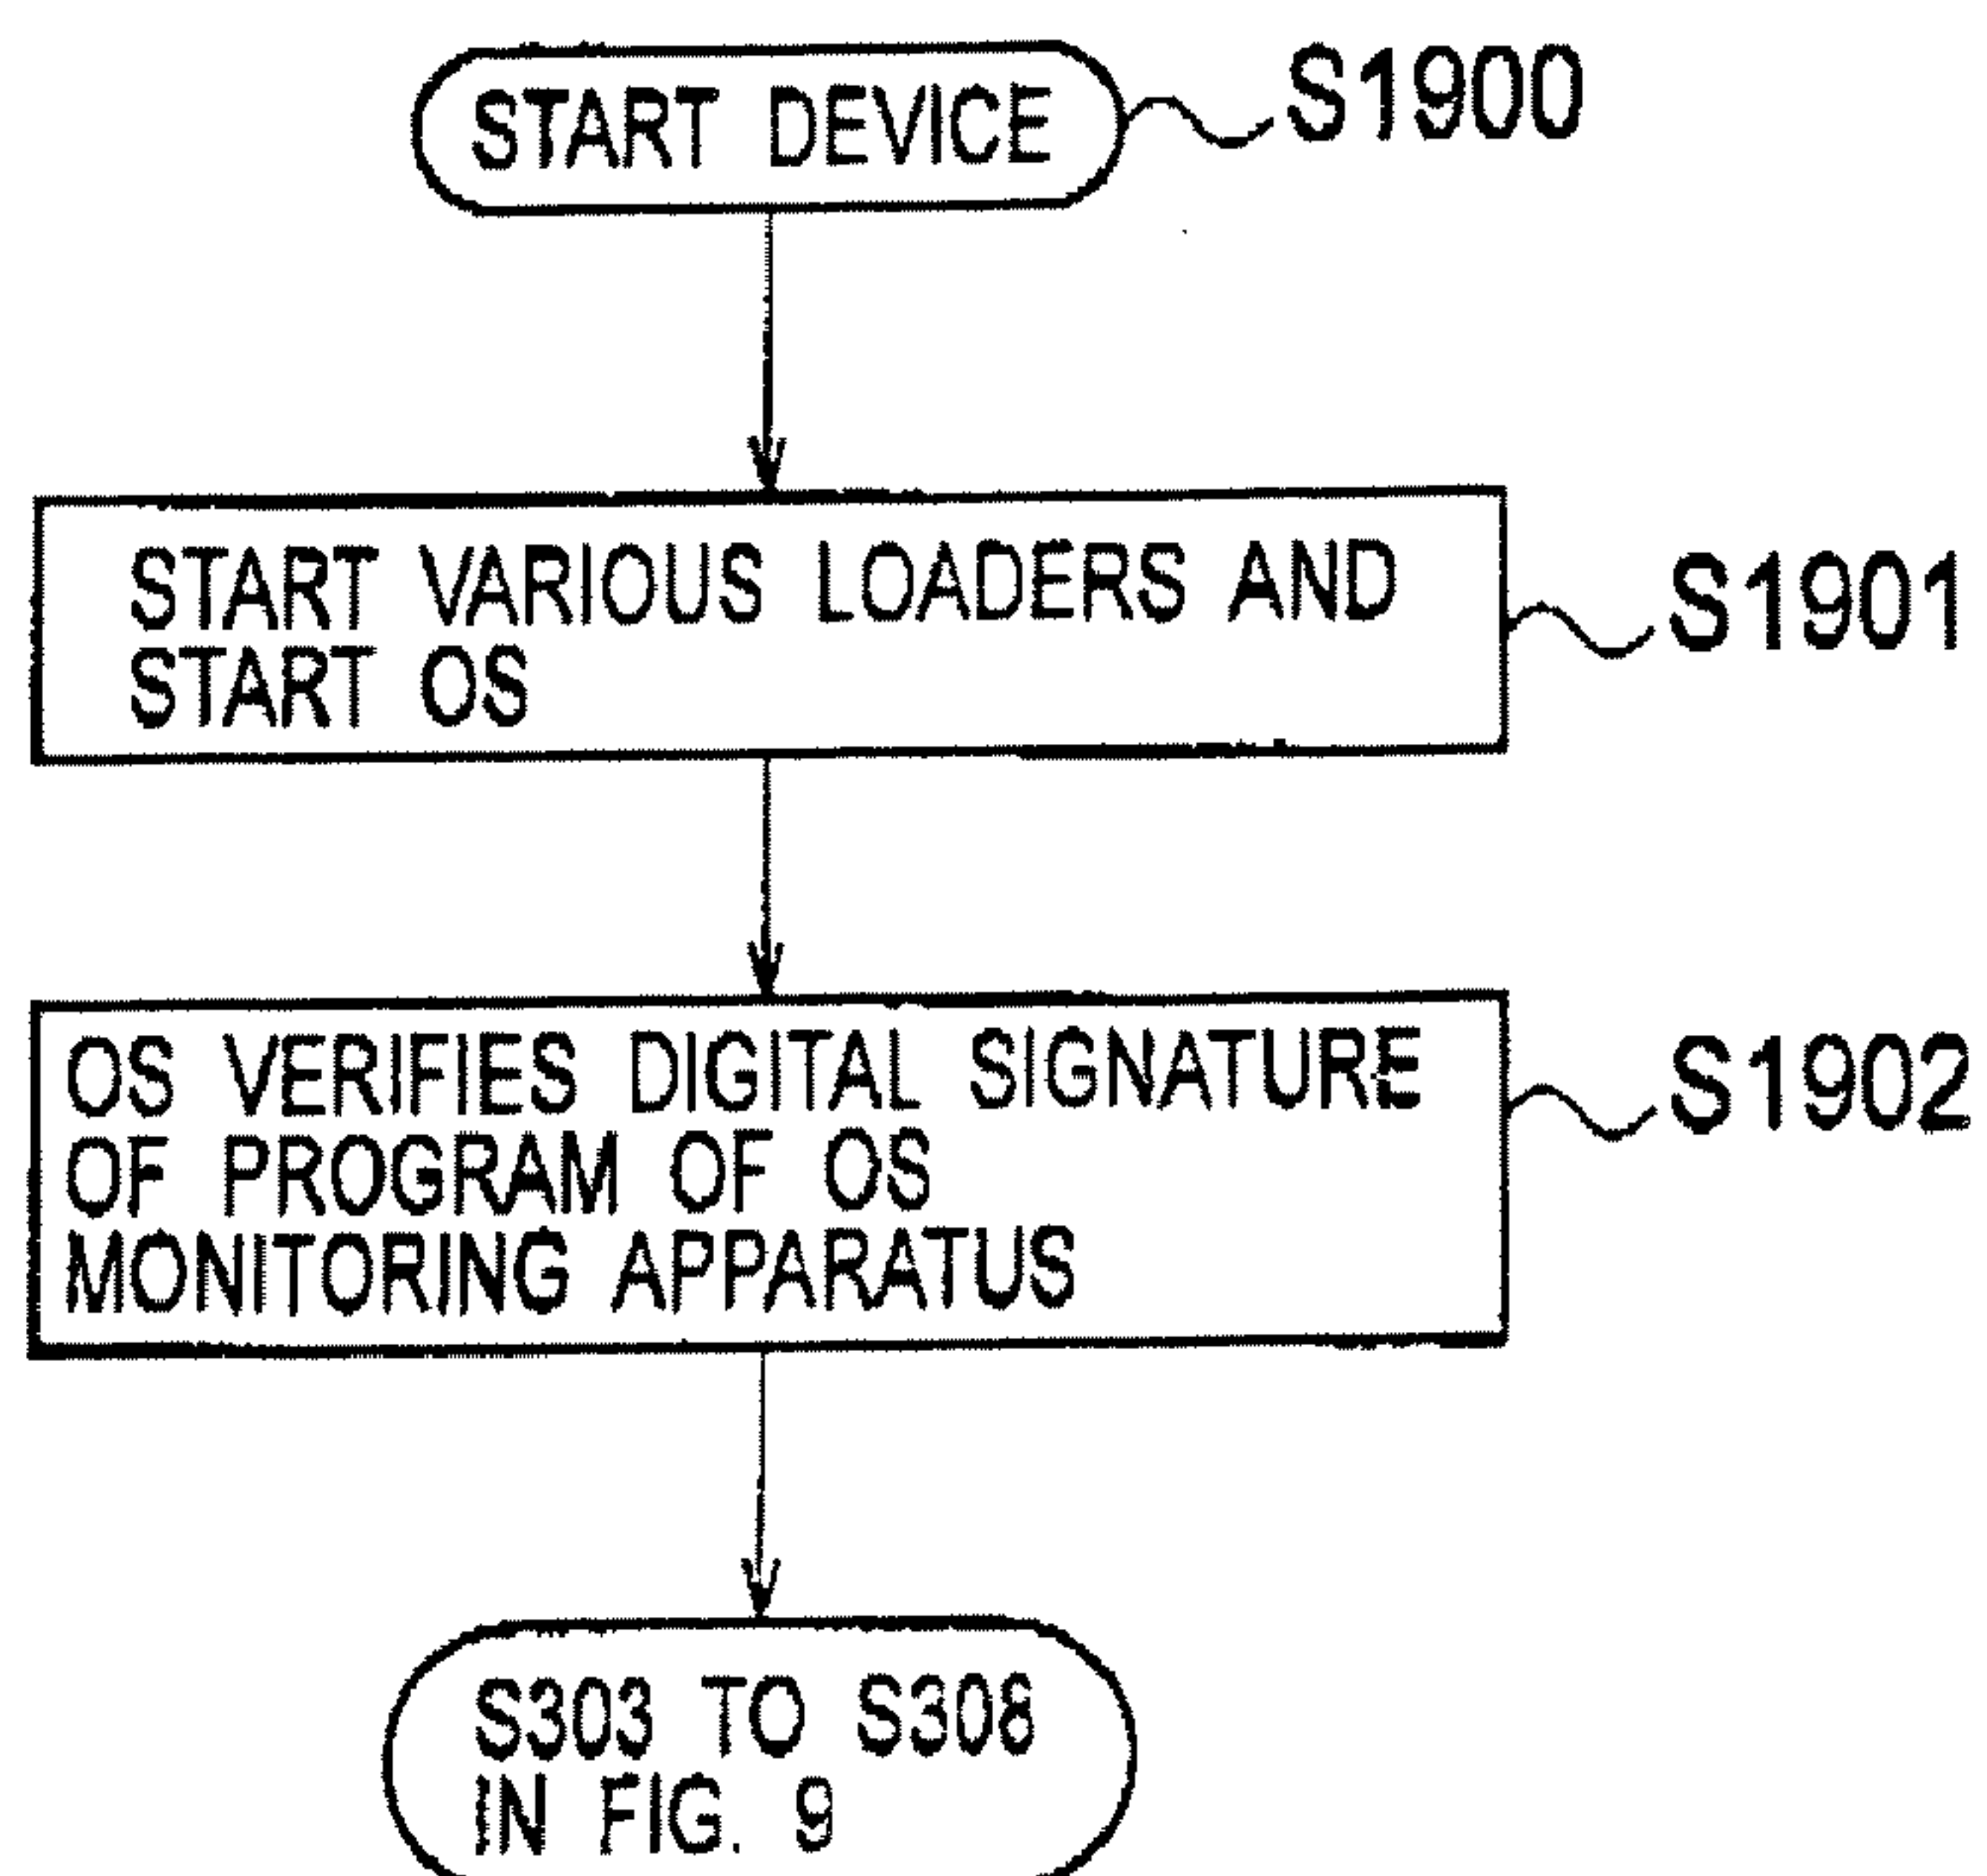 START DEVICE
S1900
START VARIOUS LOADERS AND
START OS
S1901
OS VERIFIES DIGITAL SIGNATURE
OF PROGRAM OF OS
MONITORING APPARATUS
S1902
S303 TO S308
IN FIG. 9